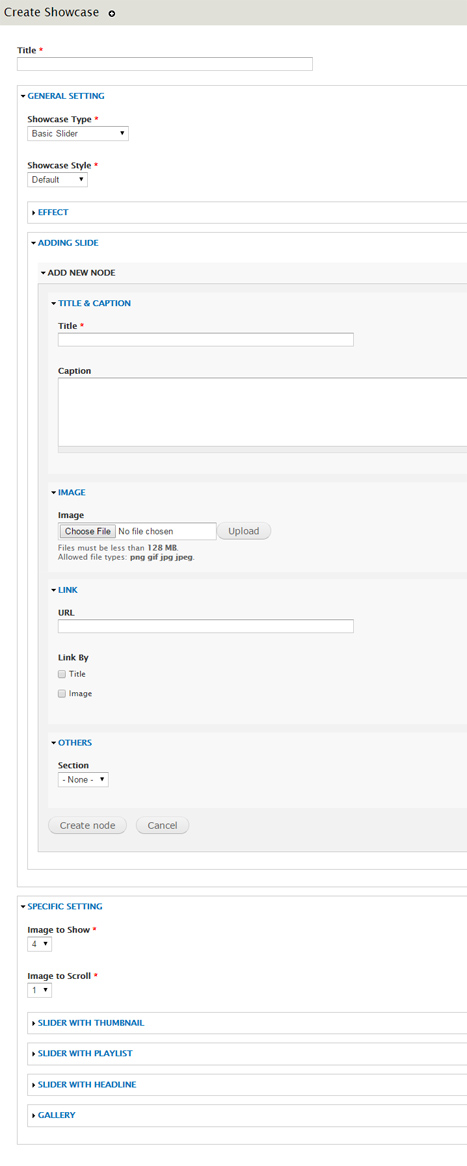 Create Showcase
Title *
GENERAL SETTING
Showcase Type *
Basic Slider
Showcase Style *
Default
EFFECT
ADDING SLIDE
ADD NEW NODE
TITLE & CAPTION
Title *
Caption
IMAGE
Image
Choose File No file chosen Upload
Files must be less than 128 MB.
Allowed file types: png gif jpg jpeg.
LINK
URL
Link By
Title
Image
OTHERS
Section
- None -
Create node Cancel
SPECIFIC SETTING
Image to Show *
4
Image to Scroll *
1
SLIDER WITH THUMBNAIL
SLIDER WITH PLAYLIST
SLIDER WITH HEADLINE
GALLERY